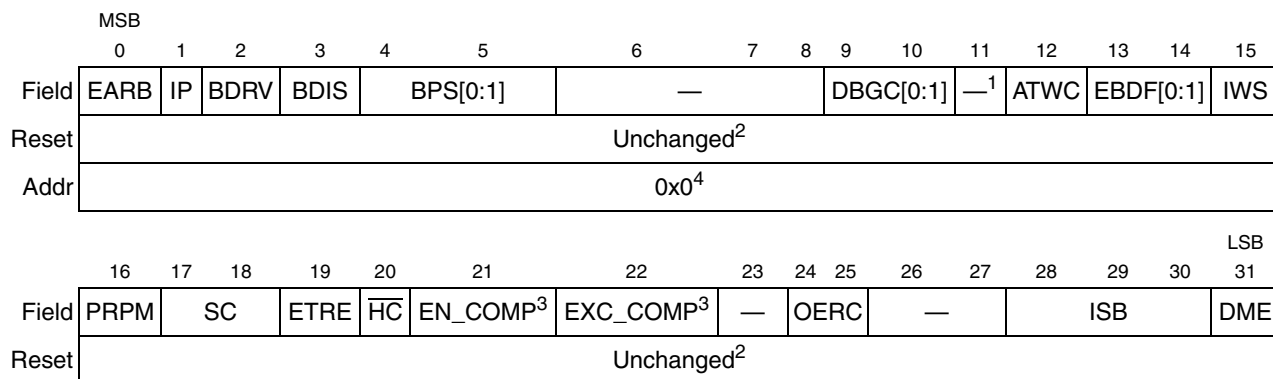 MSB
0 1 2 3 4 5 6 7 8 9 10 11 12 13 14 15
Field EARB IP BDRV BDIS BPS[0:1] — DBGC[0:1] —1 ATWC EBDF[0:1] IWS
Reset Unchanged2
Addr 0x04
LSB
16 17 18 19 20 21 22 23 24 25 26 27 28 29 30 31
Field PRPM SC ETRE HC EN_COMP3 EXC_COMP3 — OERC — ISB DME
Reset Unchanged2